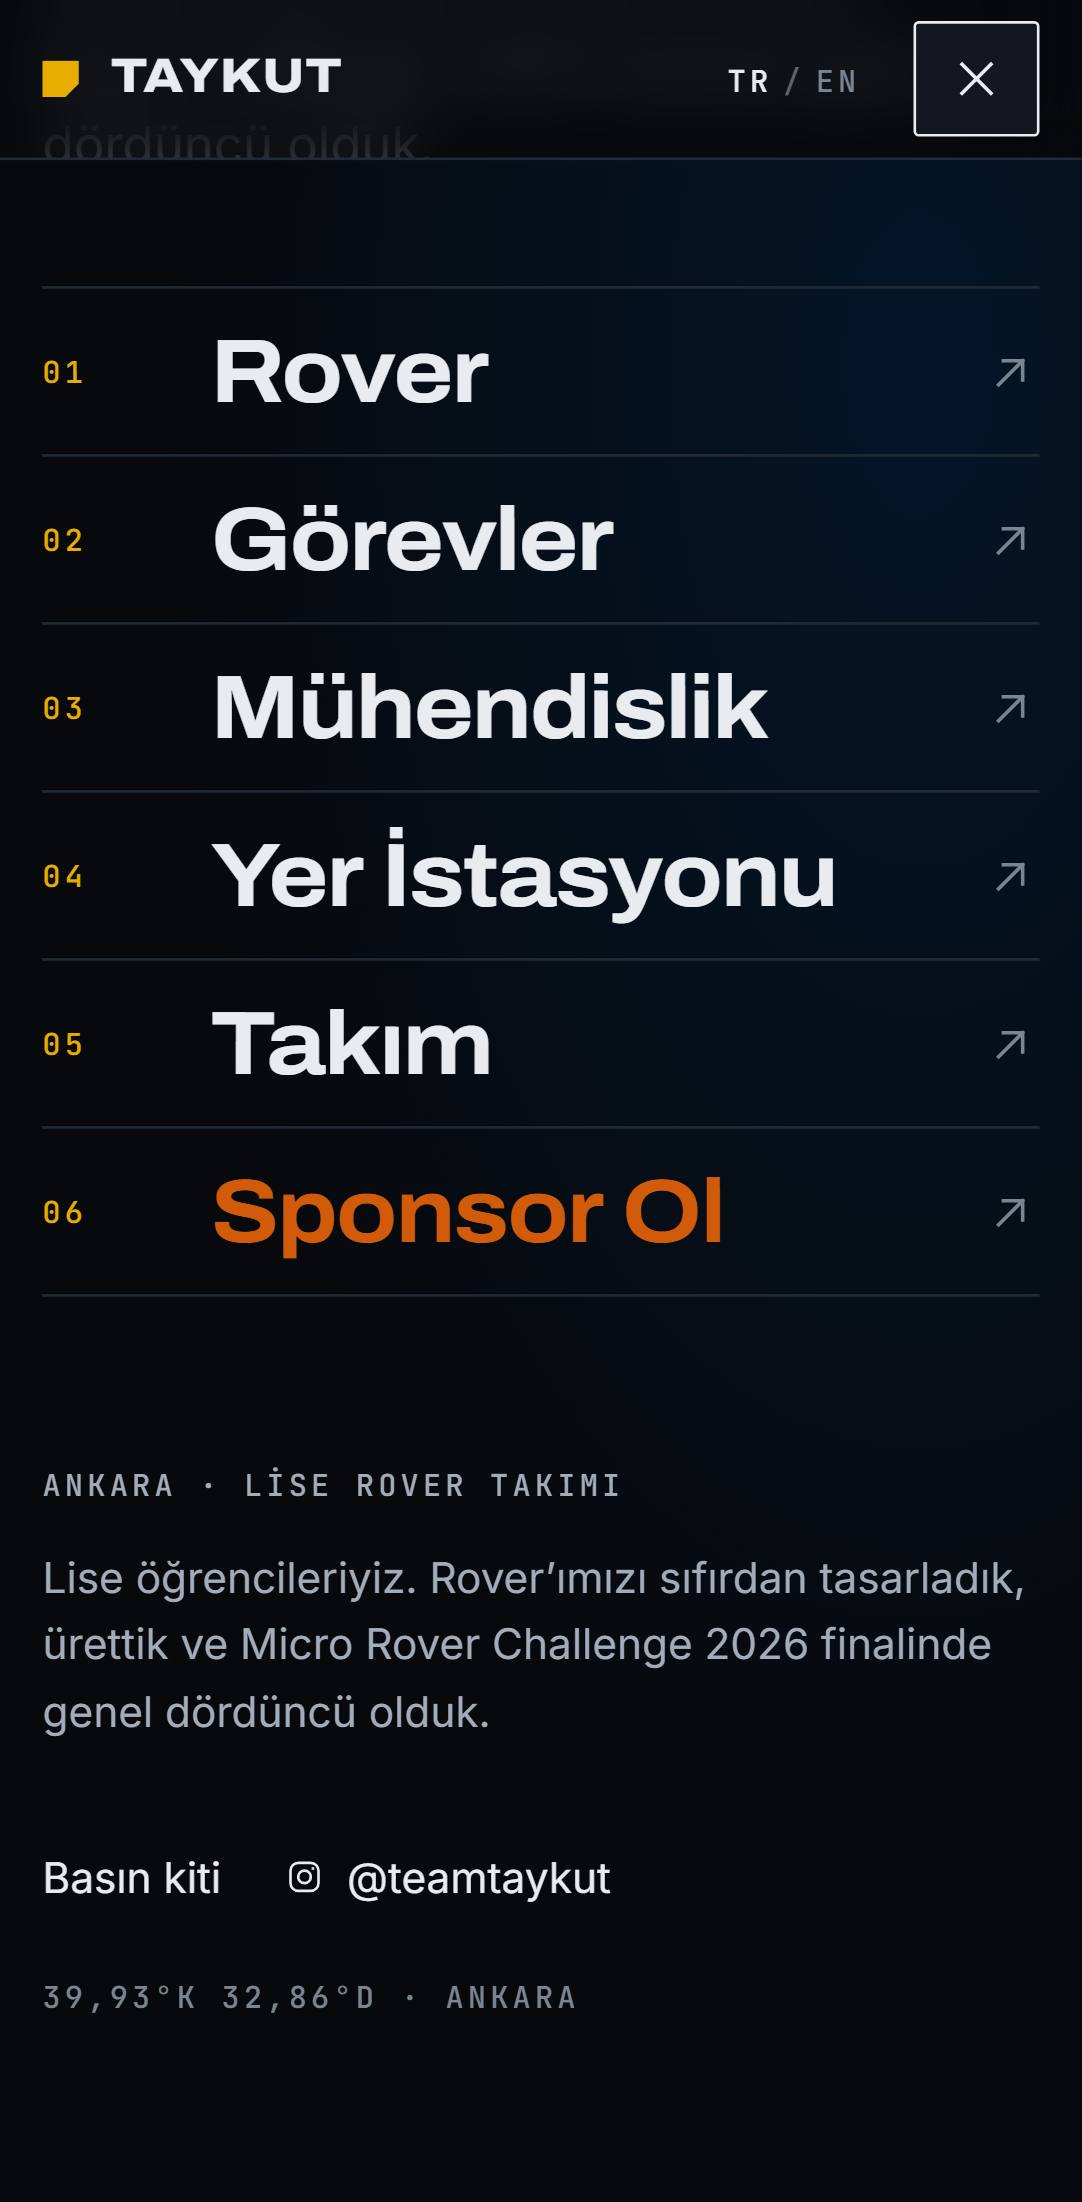 TAYKUT
TR / EN
dördüncü olduk.
01 Rover
02 Görevler
03 Mühendislik
04 Yer İstasyonu
05 Takım
06 Sponsor Ol
ANKARA · LİSE ROVER TAKIMI
Lise öğrencileriyiz. Rover’ımızı sıfırdan tasarladık,
ürettik ve Micro Rover Challenge 2026 finalinde
genel dördüncü olduk.
Basın kiti @teamtaykut
39,93°K 32,86°D · ANKARA